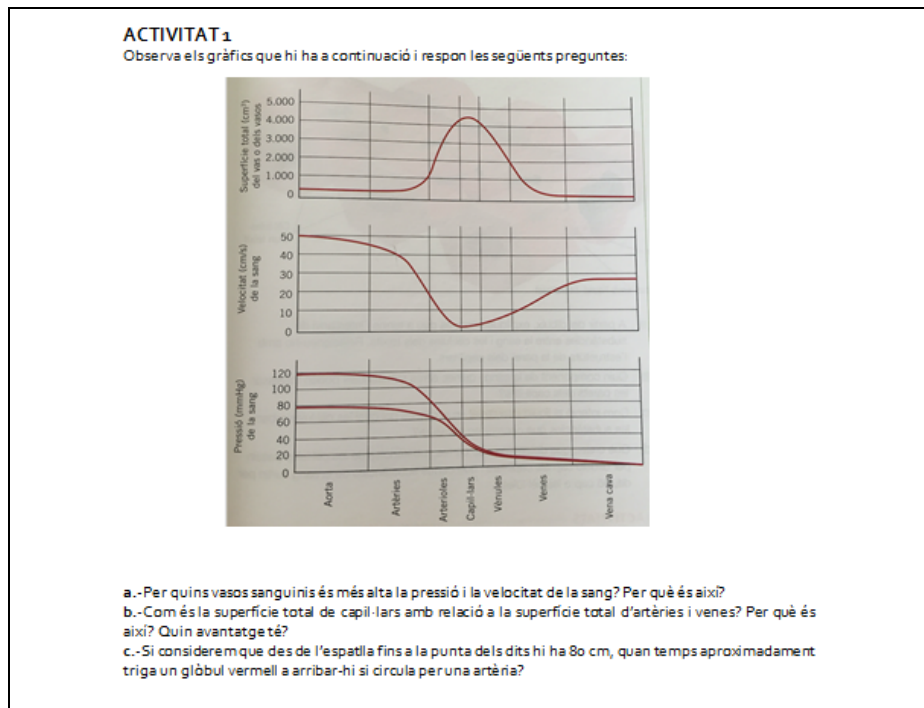 ACTIVITAT 1
Observa els gràfics que hi ha a continuació i respon les següents preguntes:
Superfície total (cm²)
del vas o dels vasos
5.000
4.000
3.000
2.000
1.000
0
Velocitat (cm/s)
de la sang
50
40
30
20
10
0
Pressió (mmHg)
de la sang
120
100
80
60
40
20
0
Aorta
Artèries
Arterioles
Capil·lars
Vènules
Venes
Vena cava
a.-Per quins vasos sanguinis és més alta la pressió i la velocitat de la sang? Per què és així?
b.-Com és la superfície total de capil·lars amb relació a la superfície total d'artèries i venes? Per què és
així? Quin avantatge té?
c.-Si considerem que des de l'espatlla fins a la punta dels dits hi ha 80 cm, quan temps aproximadament
triga un glòbul vermell a arribar-hi si circula per una artèria?